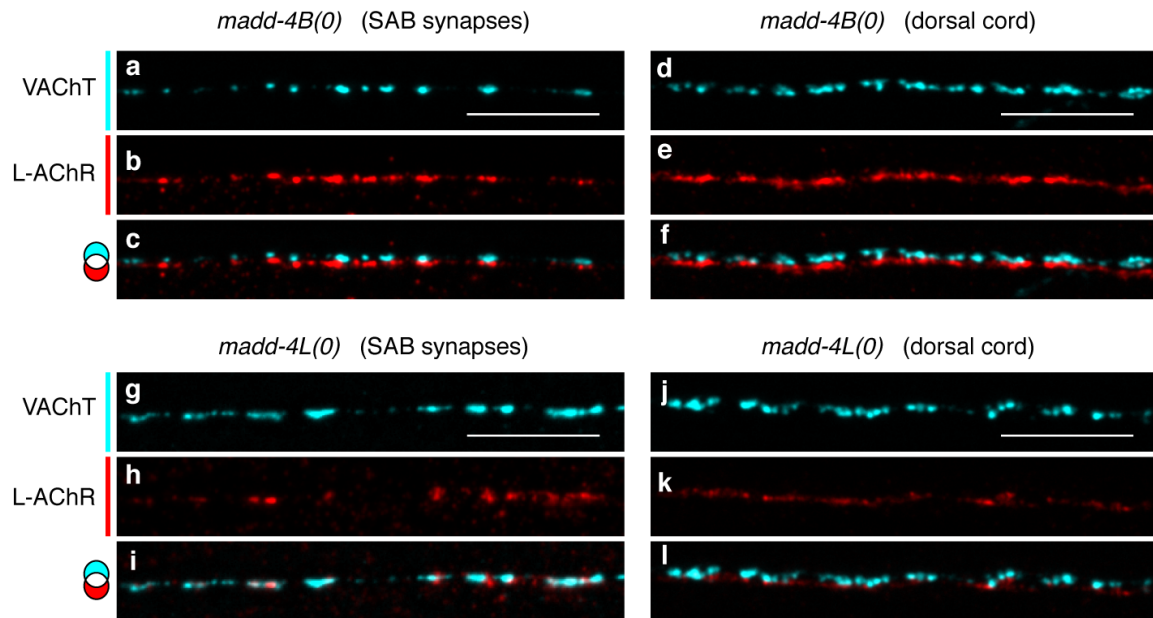 madd-4B(0) (SAB synapses)
madd-4B(0) (dorsal cord)
VAChT
a
d
L-AChR
b
e
c
f
madd-4L(0) (SAB synapses)
madd-4L(0) (dorsal cord)
VAChT
g
j
L-AChR
h
k
i
l